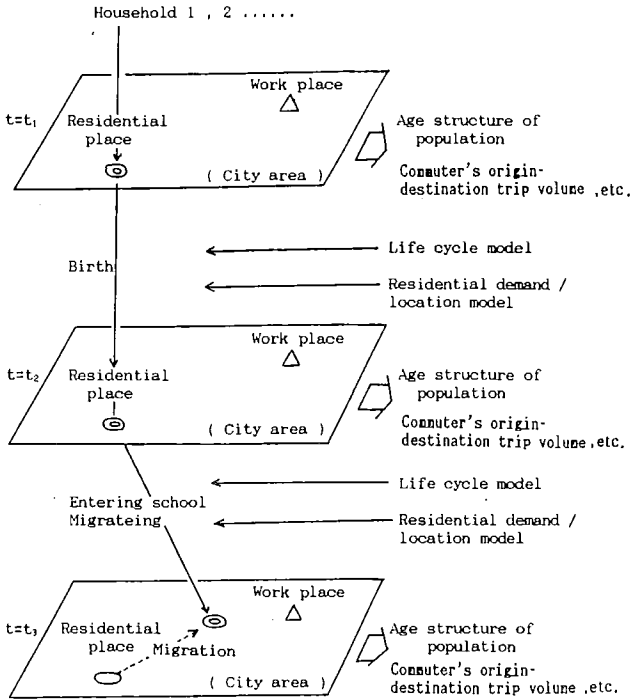 Household 1 , 2 ......
Work place
t=t₁
Residential
place
( City area )
Age structure of
population
Commuter's origin-
destination trip volume ,etc.
Birth
Life cycle model
Residential demand /
location model
Work place
t=t₂
Residential
place
( City area )
Age structure of
population
Commuter's origin-
destination trip volume,etc.
Entering school
Migrateing
Life cycle model
Residential demand /
location model
Work place
t=t₃
Residential
place
Migration
( City area )
Age structure of
population
Commuter's origin-
destination trip volume,etc.